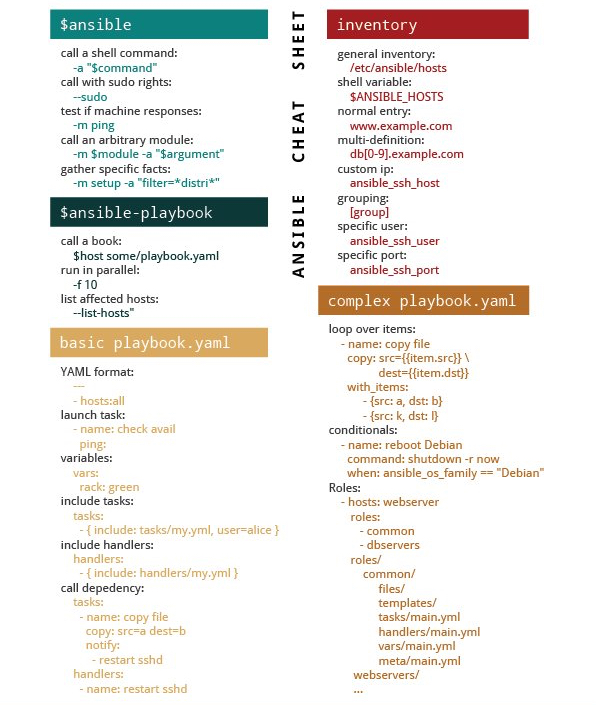 ANSIBLE CHEAT SHEET
$ansible
call a shell command:
-a "$command"
call with sudo rights:
--sudo
test if machine responses:
-m ping
call an arbitrary module:
-m $module -a "$argument"
gather specific facts:
-m setup -a "filter=*distri*"
$ansible-playbook
call a book:
$host some/playbook.yaml
run in parallel:
-f 10
list affected hosts:
--list-hosts"
basic playbook.yaml
YAML format:
---
- hosts:all
launch task:
- name: check avail
ping:
variables:
vars:
rack: green
include tasks:
tasks:
- { include: tasks/my.yml, user=alice }
include handlers:
handlers:
- { include: handlers/my.yml }
call depedency:
tasks:
- name: copy file
copy: src=a dest=b
notify:
- restart sshd
handlers:
- name: restart sshd
inventory
general inventory:
/etc/ansible/hosts
shell variable:
$ANSIBLE_HOSTS
normal entry:
www.example.com
multi-definition:
db[0-9].example.com
custom ip:
ansible_ssh_host
grouping:
[group]
specific user:
ansible_ssh_user
specific port:
ansible_ssh_port
complex playbook.yaml
loop over items:
- name: copy file
copy: src={{item.src}} \
dest={{item.dst}}
with_items:
- {src: a, dst: b}
- {src: k, dst: l}
conditionals:
- name: reboot Debian
command: shutdown -r now
when: ansible_os_family == "Debian"
Roles:
- hosts: webserver
roles:
- common
- dbservers
roles/
common/
files/
templates/
tasks/main.yml
handlers/main.yml
vars/main.yml
meta/main.yml
webservers/
...